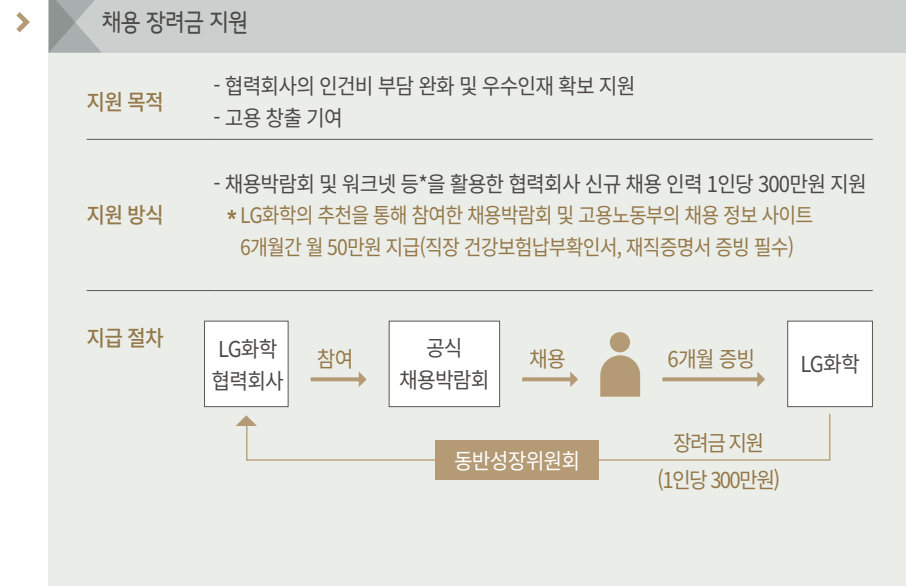 채용 장려금 지원
지원 목적
- 협력회사의 인건비 부담 완화 및 우수인재 확보 지원
- 고용 창출 기여
지원 방식
- 채용박람회 및 워크넷 등*을 활용한 협력회사 신규 채용 인력 1인당 300만원 지원
* LG화학의 추천을 통해 참여한 채용박람회 및 고용노동부의 채용 정보 사이트
6개월간 월 50만원 지급(직장 건강보험납부확인서, 재직증명서 증빙 필수)
지급 절차
LG화학
협력회사
참여
공식
채용박람회
채용
6개월 증빙
LG화학
장려금 지원
동반성장위원회
(1인당 300만원)